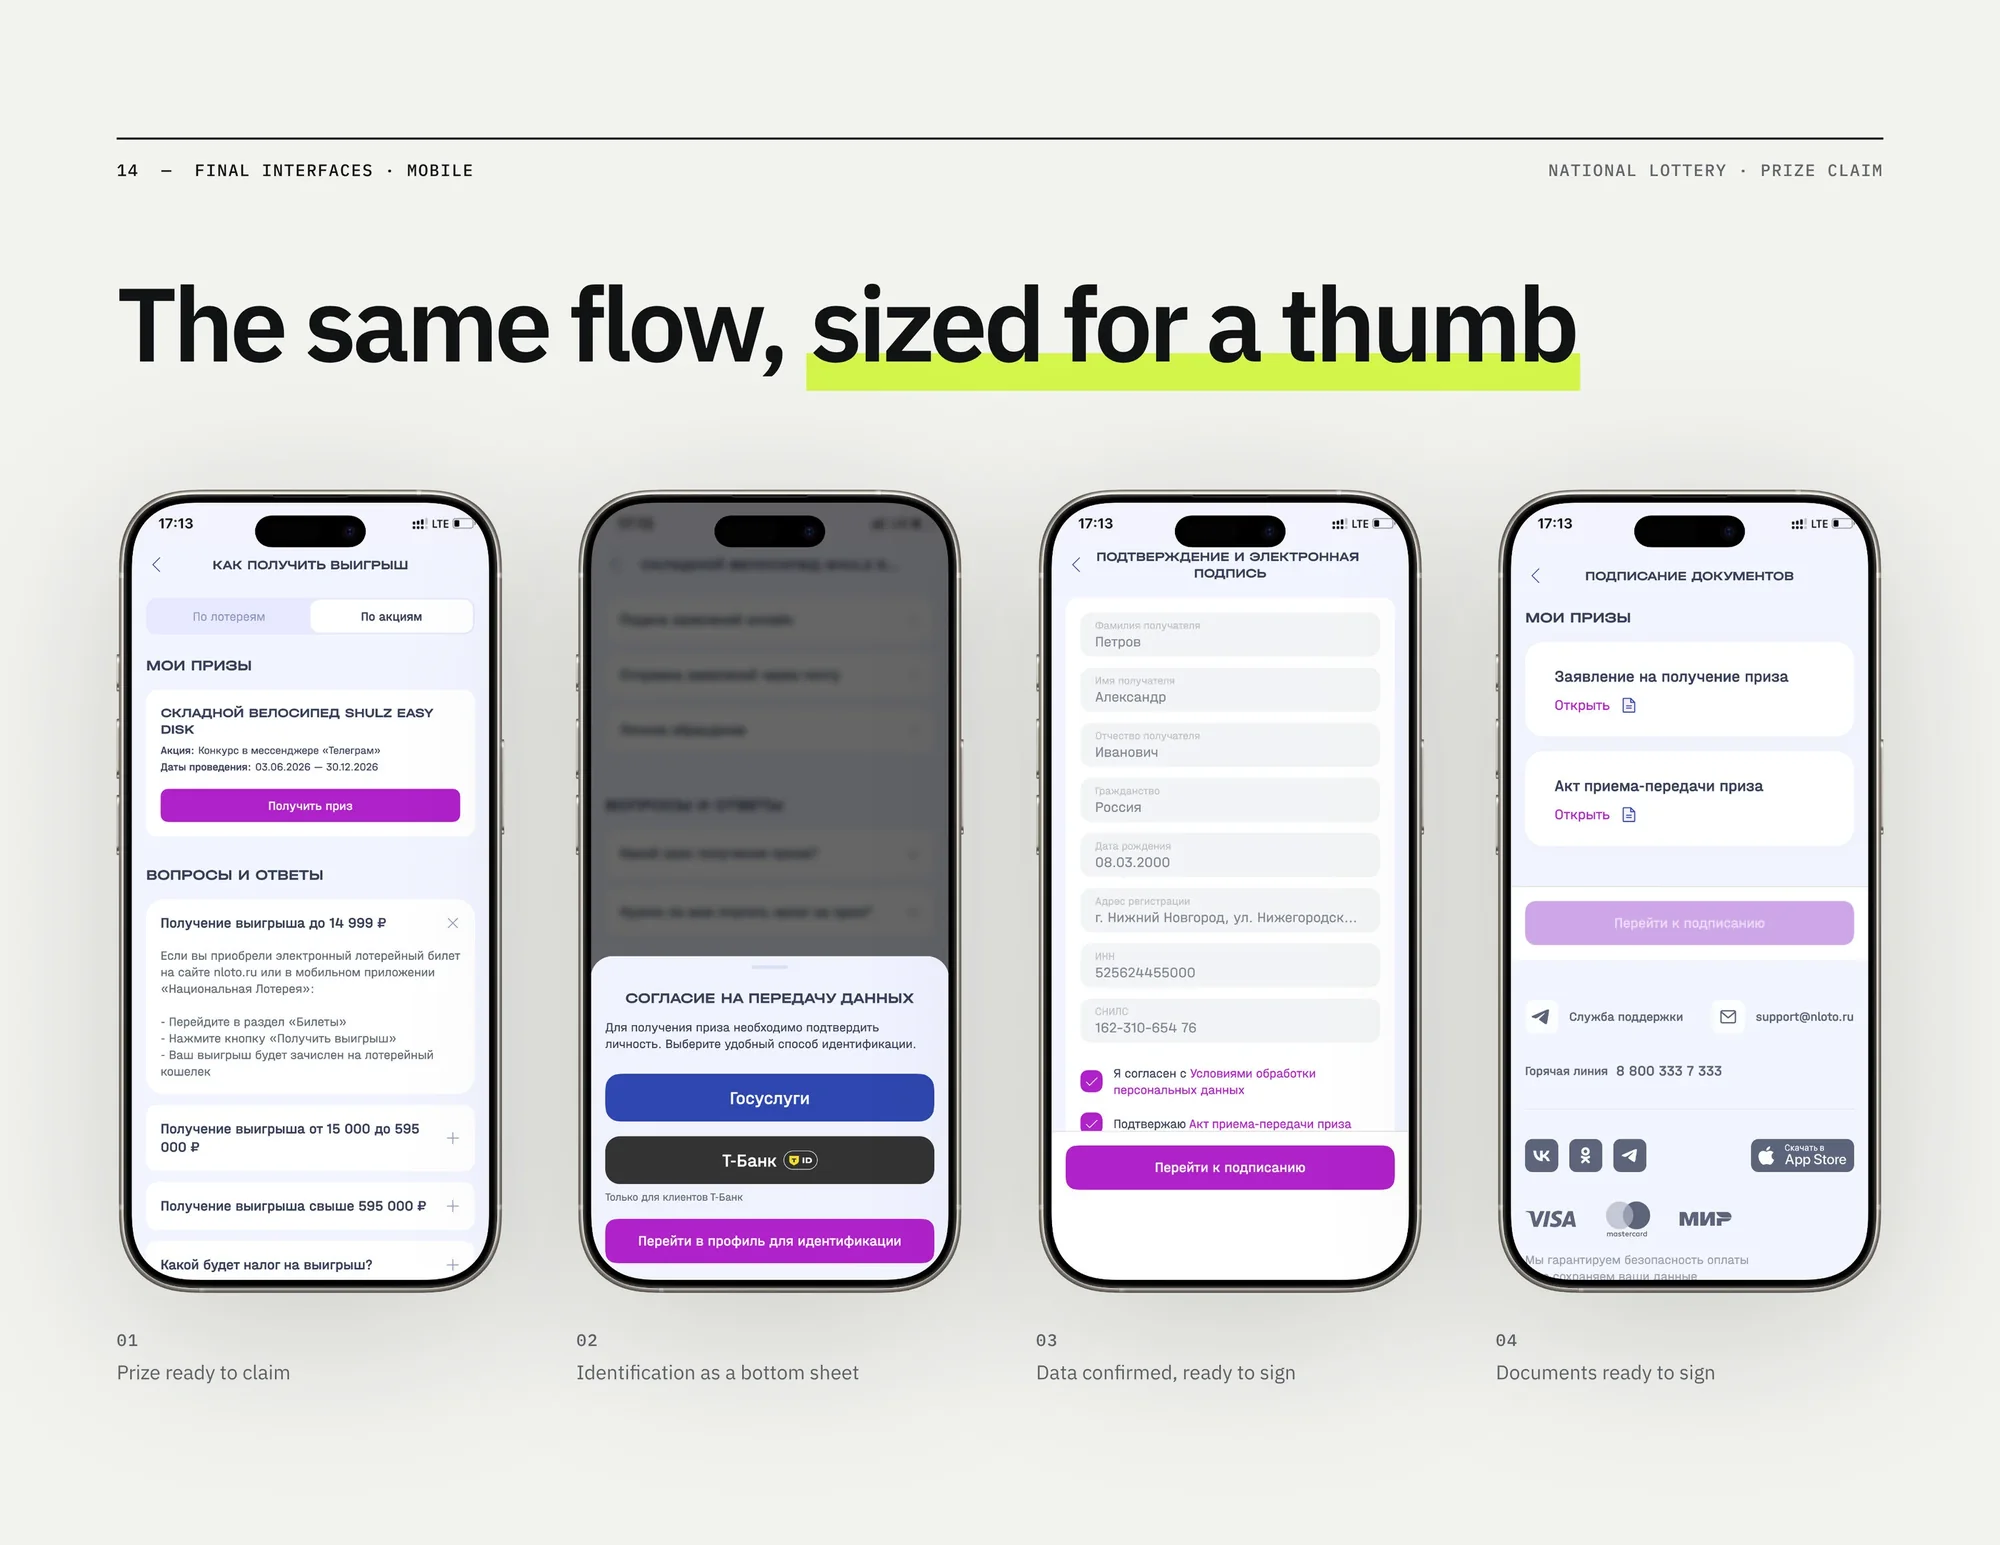 14 — FINAL INTERFACES · MOBILE
NATIONAL LOTTERY · PRIZE CLAIM
The same flow, sized for a thumb
17:13
LTE
КАК ПОЛУЧИТЬ ВЫИГРЫШ
По лотереям
По акциям
МОИ ПРИЗЫ
СКЛАДНОЙ ВЕЛОСИПЕД SHULZ EASY
DISK
Акция: Конкурс в мессенджере «Телеграм»
Даты проведения: 03.06.2026 — 30.12.2026
Получить приз
ВОПРОСЫ И ОТВЕТЫ
Получение выигрыша до 14 999 ₽
Если вы приобрели электронный лотерейный билет
на сайте nloto.ru или в мобильном приложении
«Национальная Лотерея»:
- Перейдите в раздел «Билеты»
- Нажмите кнопку «Получить выигрыш»
- Ваш выигрыш будет зачислен на лотерейный
кошелек
Получение выигрыша от 15 000 до 595
000 ₽
Получение выигрыша свыше 595 000 ₽
Какой будет налог на выигрыш?
01
Prize ready to claim
ВОПРОСЫ И ОТВЕТЫ
СОГЛАСИЕ НА ПЕРЕДАЧУ ДАННЫХ
Для получения приза необходимо подтвердить
личность. Выберите удобный способ идентификации.
Госуслуги
Т-Банк ID
Только для клиентов Т-Банк
Перейти в профиль для идентификации
02
Identification as a bottom sheet
17:13
LTE
ПОДТВЕРЖДЕНИЕ И ЭЛЕКТРОННАЯ
ПОДПИСЬ
Фамилия получателя
Петров
Имя получателя
Александр
Отчество получателя
Иванович
Гражданство
Россия
Дата рождения
08.03.2000
Адрес регистрации
г. Нижний Новгород, ул. Нижегородск...
ИНН
525624455000
СНИЛС
162-310-654 76
Я согласен с Условиями обработки
персональных данных
Подтверждаю Акт приема-передачи приза
Перейти к подписанию
03
Data confirmed, ready to sign
17:13
LTE
ПОДПИСАНИЕ ДОКУМЕНТОВ
МОИ ПРИЗЫ
Заявление на получение приза
Открыть
Акт приема-передачи приза
Открыть
Перейти к подписанию
Служба поддержки
support@nloto.ru
Горячая линия 8 800 333 7 333
Скачать в
App Store
VISA
mastercard
МИР
Мы гарантируем безопасность оплаты
сохраняем ваши данные
04
Documents ready to sign